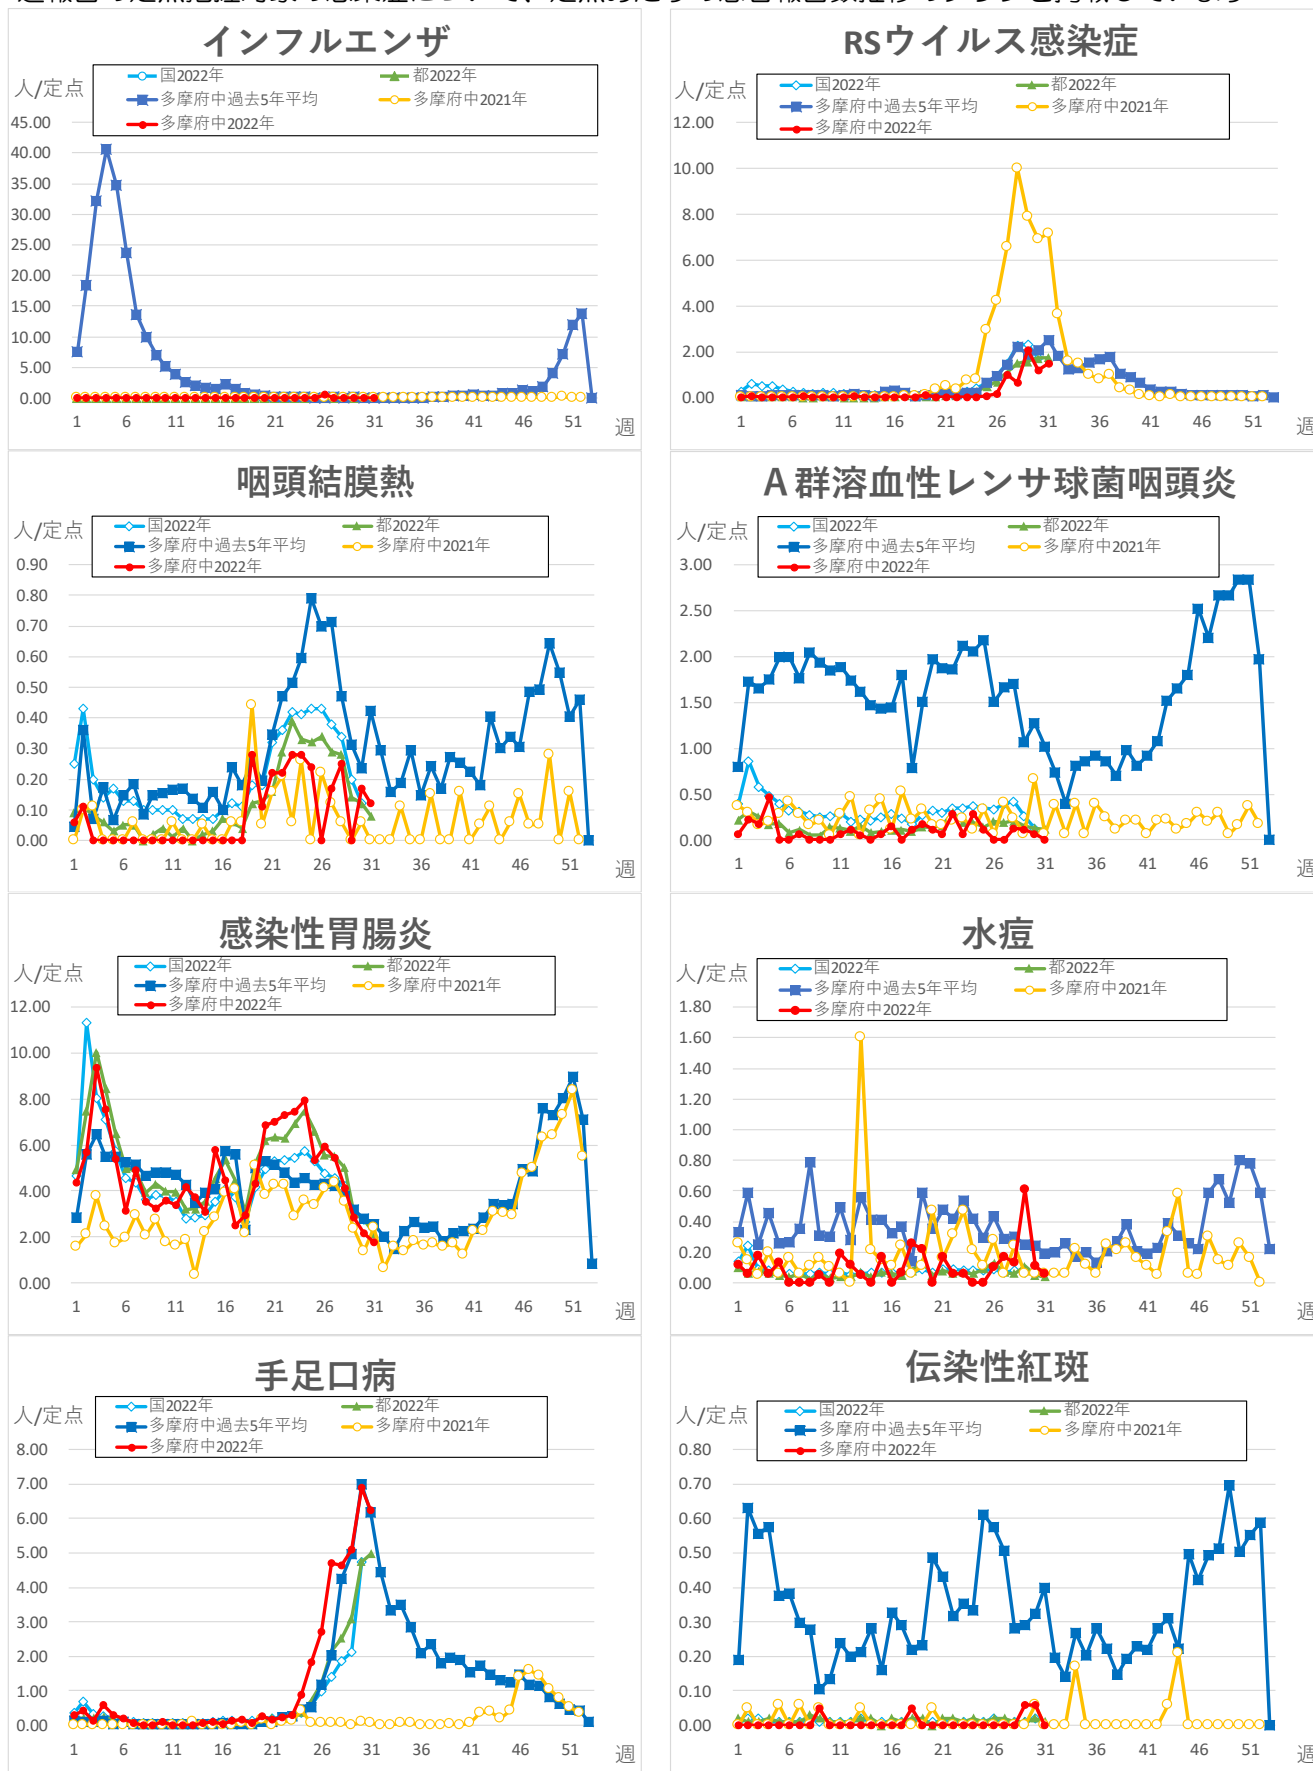 インフルエンザ
人/定点
国2022年 都2022年
多摩府中過去5年平均 多摩府中2021年
多摩府中2022年
45.00
40.00
35.00
30.00
25.00
20.00
15.00
10.00
5.00
0.00
1 6 11 16 21 26 31 36 41 46 51 週
RSウイルス感染症
人/定点
国2022年 都2022年
多摩府中過去5年平均 多摩府中2021年
多摩府中2022年
12.00
10.00
8.00
6.00
4.00
2.00
0.00
1 6 11 16 21 26 31 36 41 46 51 週
咽頭結膜熱
人/定点
国2022年 都2022年
多摩府中過去5年平均 多摩府中2021年
多摩府中2022年
0.90
0.80
0.70
0.60
0.50
0.40
0.30
0.20
0.10
0.00
1 6 11 16 21 26 31 36 41 46 51 週
A群溶血性レンサ球菌咽頭炎
人/定点
国2022年 都2022年
多摩府中過去5年平均 多摩府中2021年
多摩府中2022年
3.00
2.50
2.00
1.50
1.00
0.50
0.00
1 6 11 16 21 26 31 36 41 46 51 週
感染性胃腸炎
人/定点
国2022年 都2022年
多摩府中過去5年平均 多摩府中2021年
多摩府中2022年
12.00
10.00
8.00
6.00
4.00
2.00
0.00
1 6 11 16 21 26 31 36 41 46 51 週
水痘
人/定点
国2022年 都2022年
多摩府中過去5年平均 多摩府中2021年
多摩府中2022年
1.80
1.60
1.40
1.20
1.00
0.80
0.60
0.40
0.20
0.00
1 6 11 16 21 26 31 36 41 46 51 週
手足口病
人/定点
国2022年 都2022年
多摩府中過去5年平均 多摩府中2021年
多摩府中2022年
8.00
7.00
6.00
5.00
4.00
3.00
2.00
1.00
0.00
1 6 11 16 21 26 31 36 41 46 51 週
伝染性紅斑
人/定点
国2022年 都2022年
多摩府中過去5年平均 多摩府中2021年
多摩府中2022年
0.80
0.70
0.60
0.50
0.40
0.30
0.20
0.10
0.00
1 6 11 16 21 26 31 36 41 46 51 週